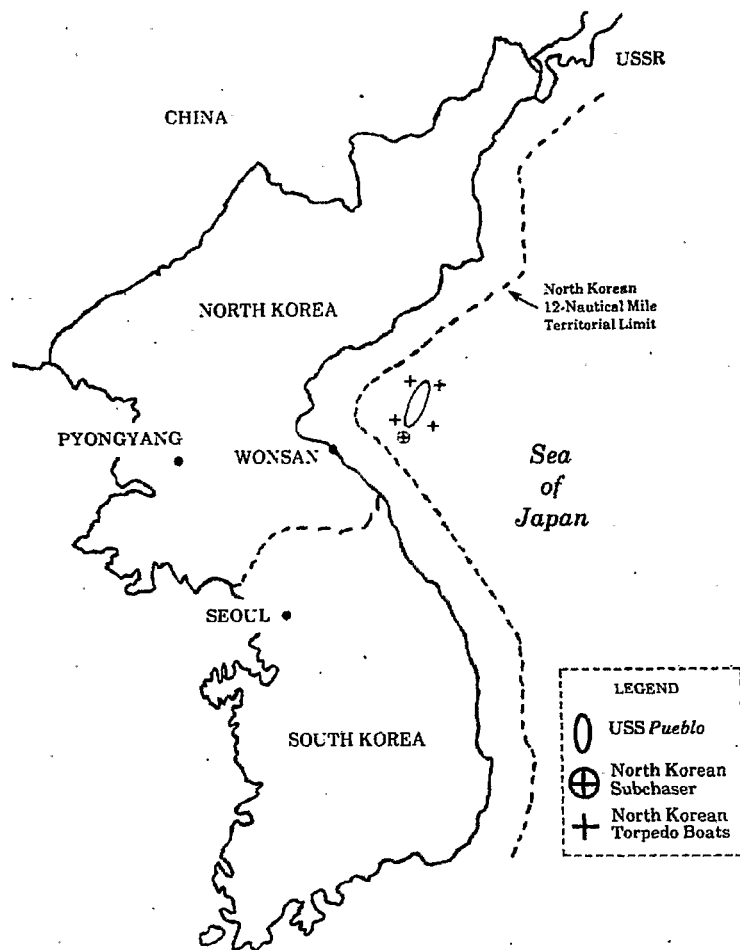 USSR
CHINA
North Korean
12-Nautical Mile
Territorial Limit
NORTH KOREA
PYONGYANG
WONSAN
Sea
of
Japan
SEOUL
SOUTH KOREA
LEGEND
USS Pueblo
North Korean
Subchaser
North Korean
Torpedo Boats